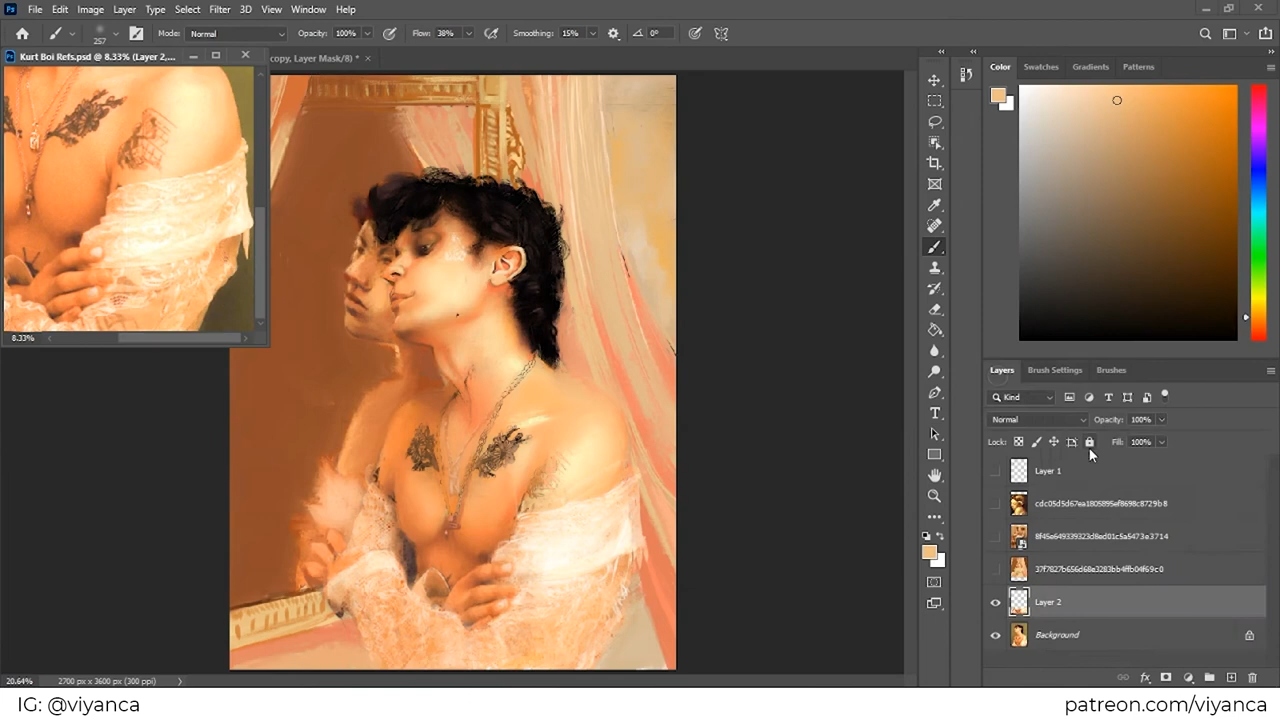 Ps File Edit Image Layer Type Select Filter 3D View Window Help
257 Mode: Normal Opacity: 100% Flow: 38% Smoothing: 15% 0°
Kurt Boi Refs.psd @ 8.33% (Layer 2,...
copy, Layer Mask/8) *
8.33%
Color Swatches Gradients Patterns
Layers Brush Settings Brushes
Kind
Normal Opacity: 100%
Lock: Fill: 100%
Layer 1
cdc05d5d67ea1805895ef8698c8729b8
8f45e649339323d8ed01c5a5473e3714
37f7827b656d68e3283bb4ffb04f69c0
Layer 2
Background
20.64% 2700 px x 3600 px (300 ppi)
IG: @viyanca
patreon.com/viyanca